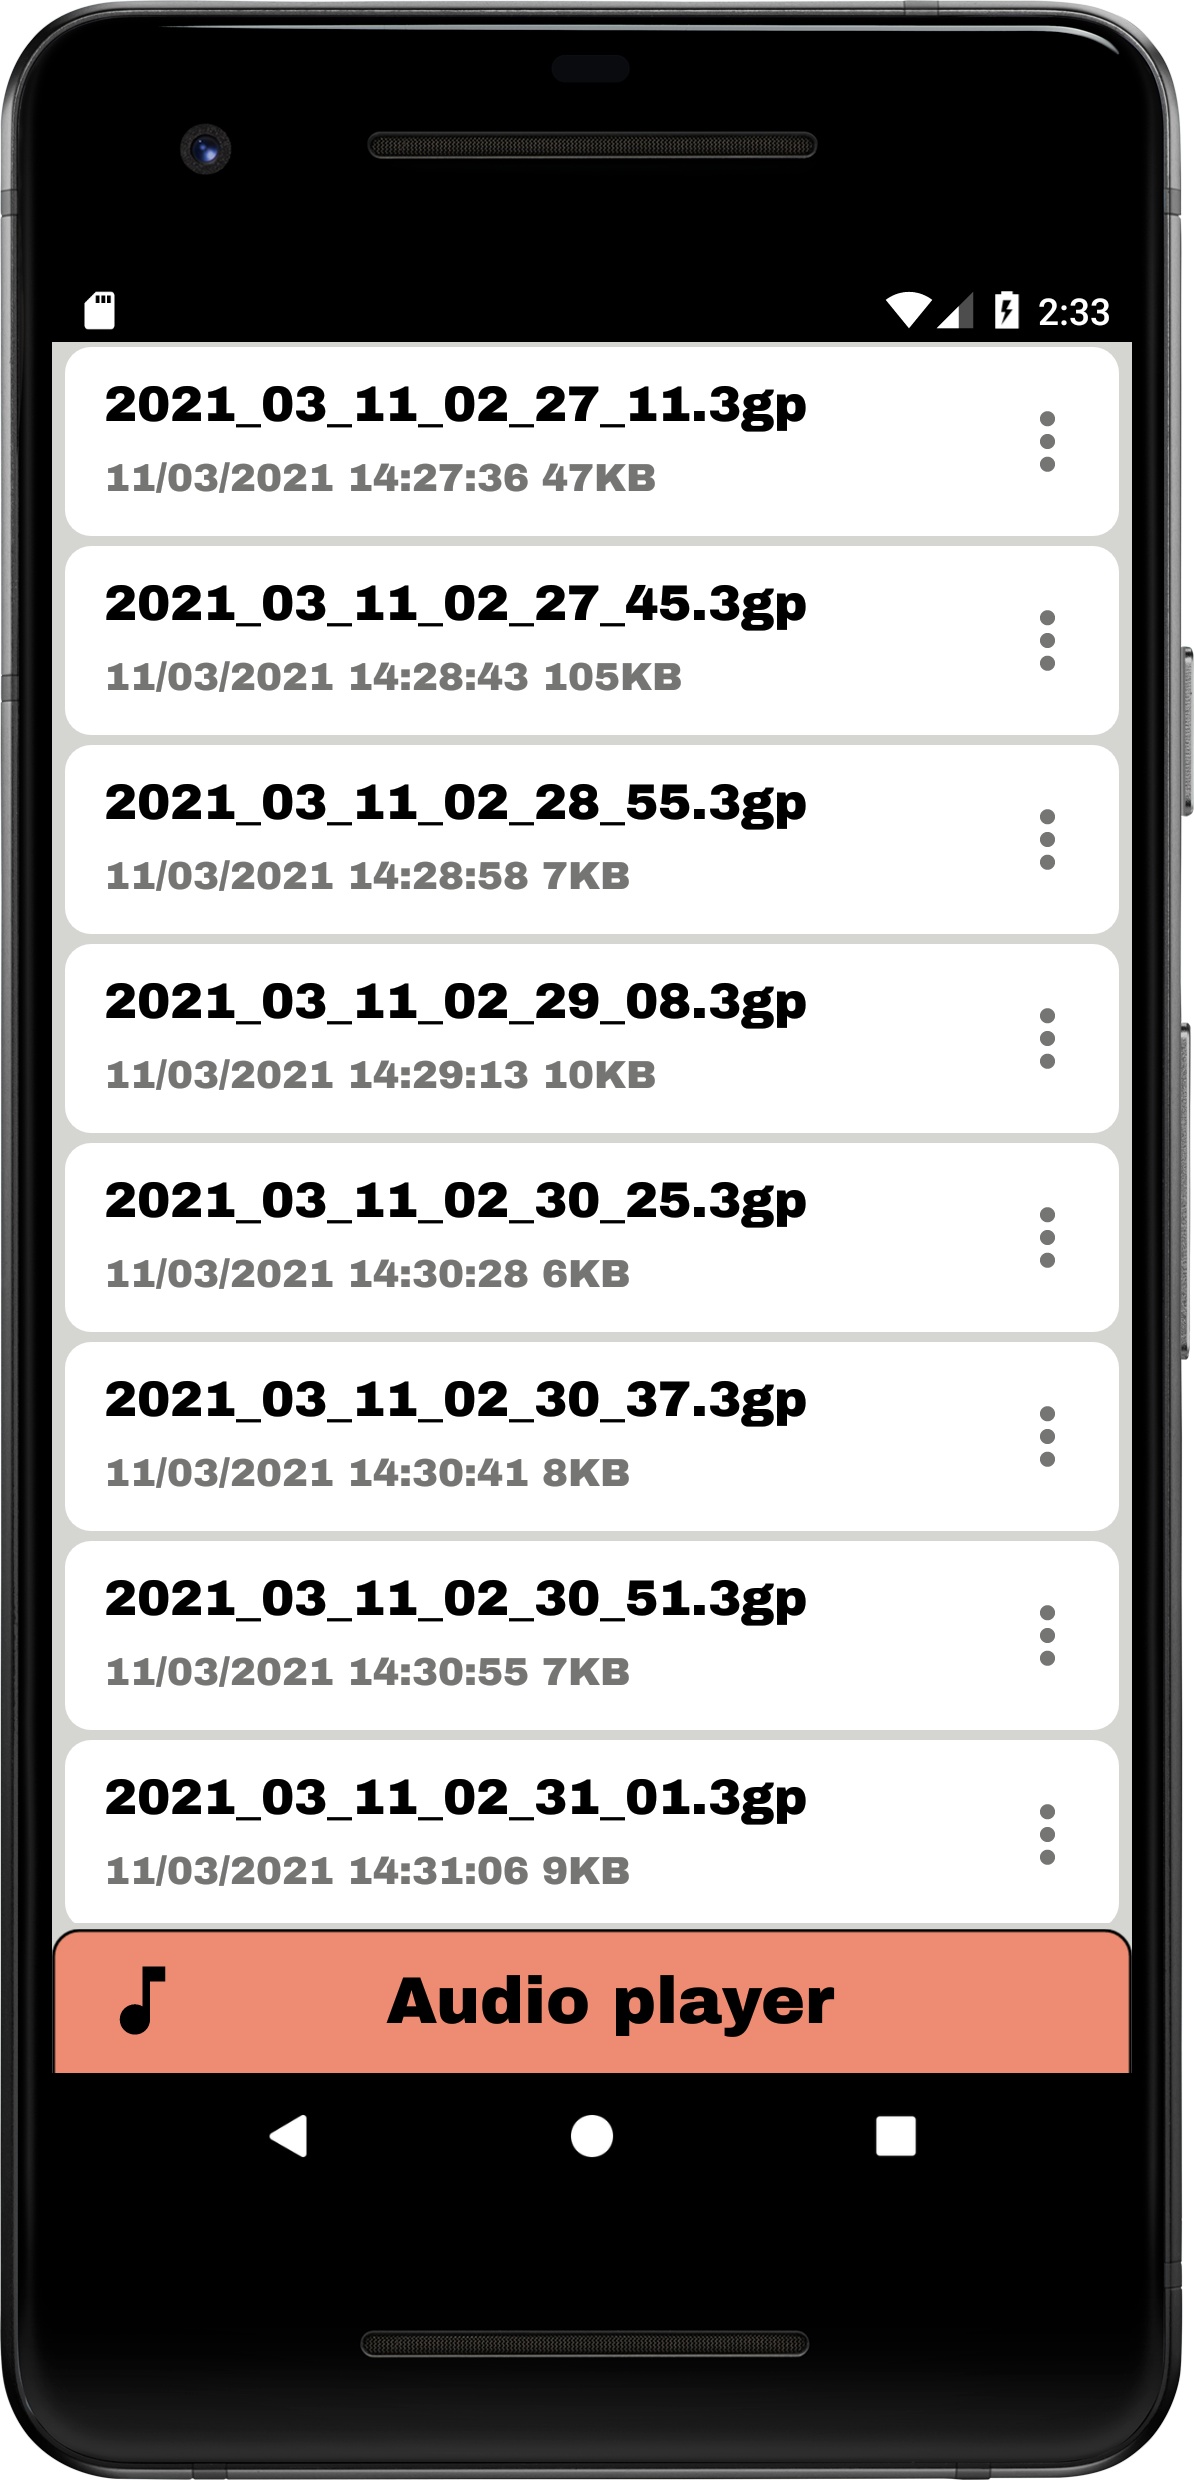 2:33
2021_03_11_02_27_11.3gp
11/03/2021 14:27:36 47KB
2021_03_11_02_27_45.3gp
11/03/2021 14:28:43 105KB
2021_03_11_02_28_55.3gp
11/03/2021 14:28:58 7KB
2021_03_11_02_29_08.3gp
11/03/2021 14:29:13 10KB
2021_03_11_02_30_25.3gp
11/03/2021 14:30:28 6KB
2021_03_11_02_30_37.3gp
11/03/2021 14:30:41 8KB
2021_03_11_02_30_51.3gp
11/03/2021 14:30:55 7KB
2021_03_11_02_31_01.3gp
11/03/2021 14:31:06 9KB
Audio player